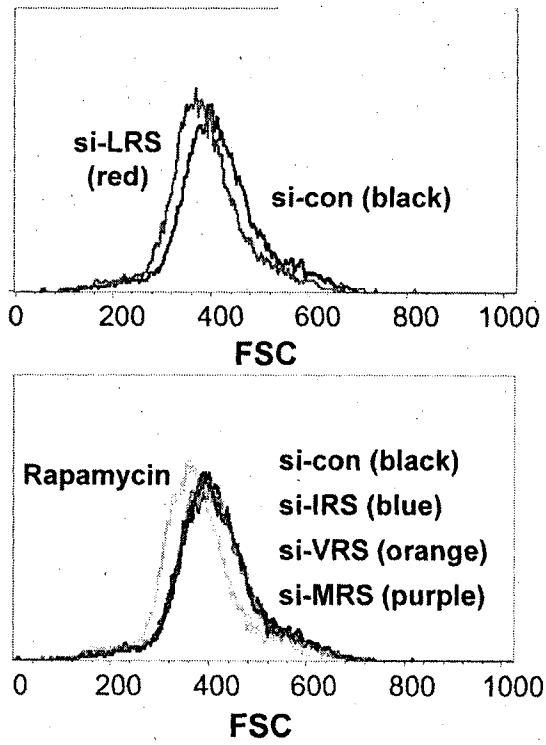 si-LRS
(red)
si-con (black)
0 200 400 600 800 1000
FSC
Rapamycin
si-con (black)
si-IRS (blue)
si-VRS (orange)
si-MRS (purple)
0 200 400 600 800 1000
FSC